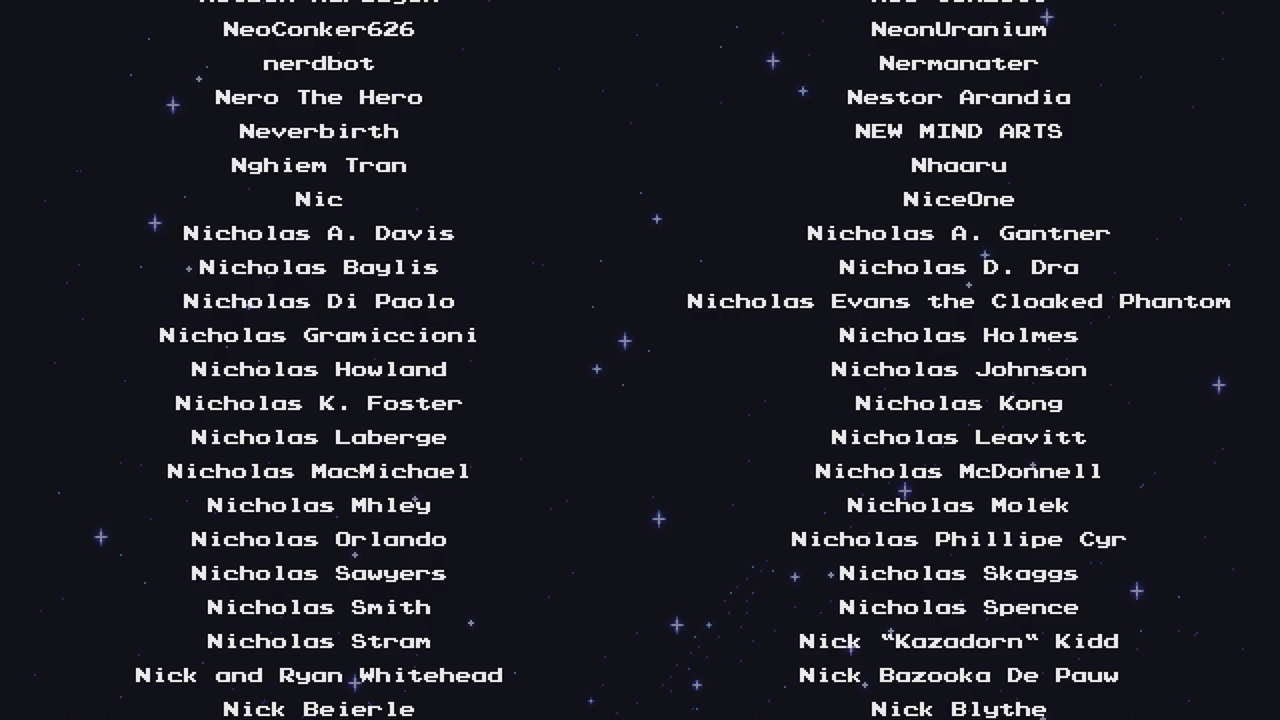 NeoConker626
NeonUranium
nerdbot
Nermanater
Nero The Hero
Nestor Arandia
Neverbirth
NEW MIND ARTS
Nghiem Tran
Nhaaru
Nic
NiceOne
Nicholas A. Davis
Nicholas A. Gantner
Nicholas Baylis
Nicholas D. Dra
Nicholas Di Paolo
Nicholas Evans the Cloaked Phantom
Nicholas Gramiccioni
Nicholas Holmes
Nicholas Howland
Nicholas Johnson
Nicholas K. Foster
Nicholas Kong
Nicholas Laberge
Nicholas Leavitt
Nicholas MacMichael
Nicholas McDonnell
Nicholas Mhley
Nicholas Molek
Nicholas Orlando
Nicholas Phillipe Cyr
Nicholas Sawyers
Nicholas Skaggs
Nicholas Smith
Nicholas Spence
Nicholas Stram
Nick “Kazadorn“ Kidd
Nick and Ryan Whitehead
Nick Bazooka De Pauw
Nick Beierle
Nick Blythe